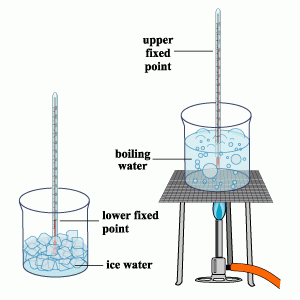 upper
fixed
point
boiling
water
lower fixed
point
ice water